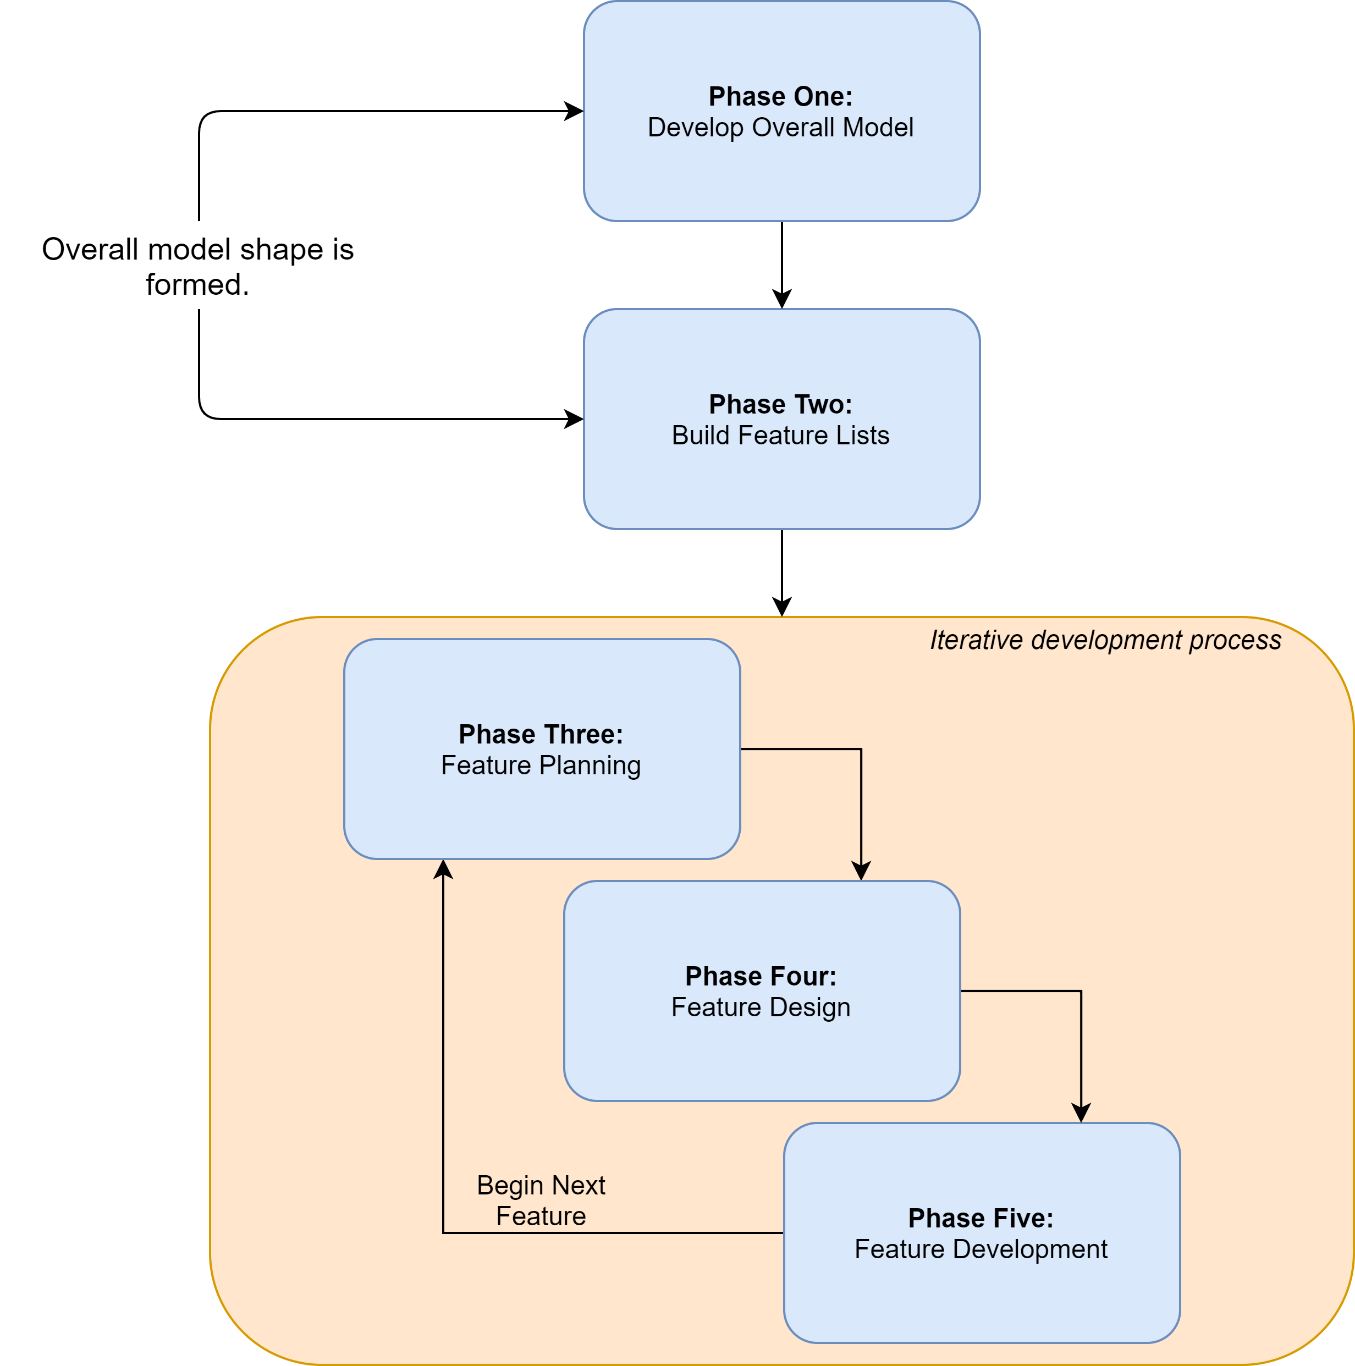 Phase One:
Develop Overall Model
Overall model shape is
formed.
Phase Two:
Build Feature Lists
Iterative development process
Phase Three:
Feature Planning
Phase Four:
Feature Design
Begin Next
Feature
Phase Five:
Feature Development